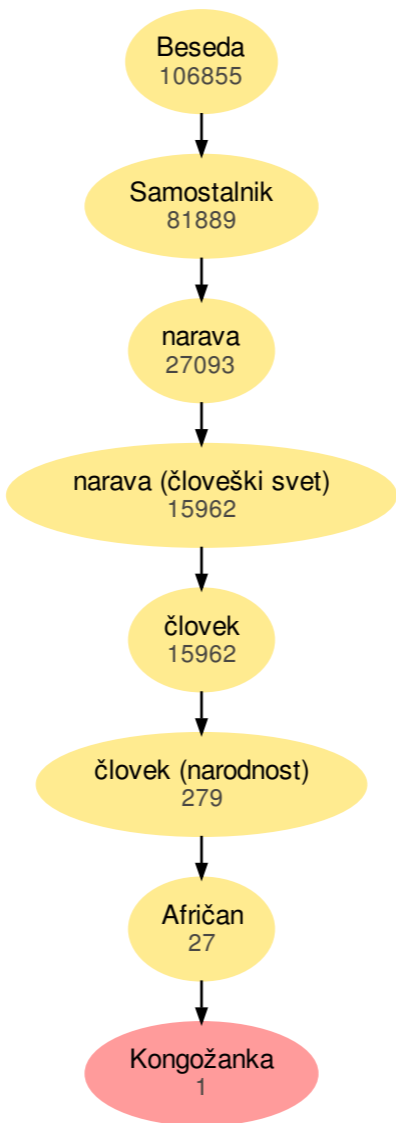 Beseda
106855
Samostalnik
81889
narava
27093
narava (človeški svet)
15962
človek
15962
človek (narodnost)
279
Afričan
27
Kongožanka
1